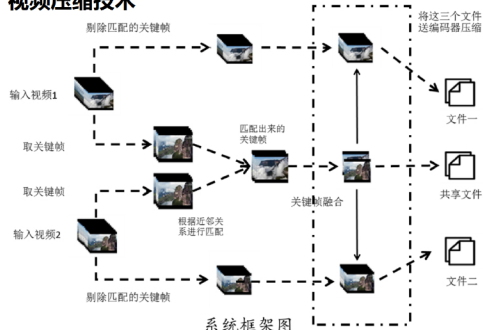 视频压缩技术
剔除匹配的关键帧
将这三个文件
送编码器压缩
输入视频1
文件一
取关键帧
匹配出来的
关键帧
取关键帧
关键帧融合
共享文件
根据近邻关
系进行匹配
输入视频2
文件二
剔除匹配的关键帧
系统框架图